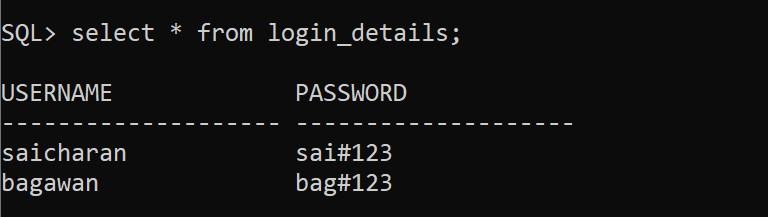 SQL> select * from login_details;
USERNAME             PASSWORD
-------------------- --------------------
saicharan            sai#123
bagawan              bag#123